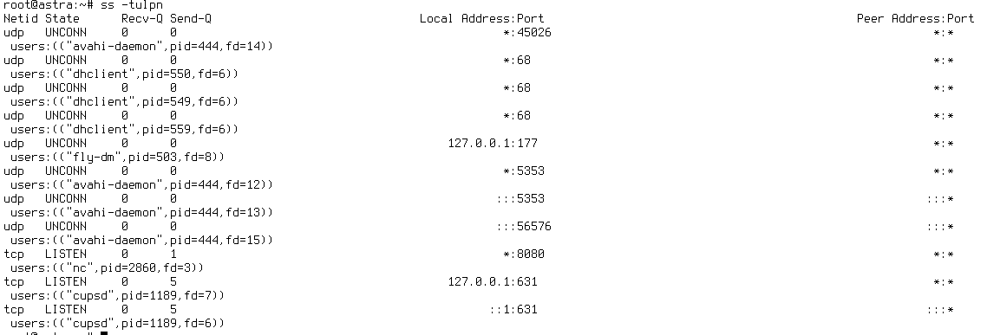 root@astra:~# ss -tulpn
Netid State Recv-Q Send-Q Local Address:Port Peer Address:Port
udp UNCONN 0 0 *:45026 *:*
users:(("avahi-daemon",pid=444,fd=14))
udp UNCONN 0 0 *:68 *:*
users:(("dhclient",pid=550,fd=6))
udp UNCONN 0 0 *:68 *:*
users:(("dhclient",pid=549,fd=6))
udp UNCONN 0 0 *:68 *:*
users:(("dhclient",pid=559,fd=6))
udp UNCONN 0 0 127.0.0.1:177 *:*
users:(("fly-dm",pid=503,fd=8))
udp UNCONN 0 0 *:5353 *:*
users:(("avahi-daemon",pid=444,fd=12))
udp UNCONN 0 0 :::5353 :::*
users:(("avahi-daemon",pid=444,fd=13))
udp UNCONN 0 0 :::56576 :::*
users:(("avahi-daemon",pid=444,fd=15))
tcp LISTEN 0 1 *:8080 *:*
users:(("nc",pid=2860,fd=3))
tcp LISTEN 0 5 127.0.0.1:631 *:*
users:(("cupsd",pid=1189,fd=7))
tcp LISTEN 0 5 ::1:631 :::*
users:(("cupsd",pid=1189,fd=6))